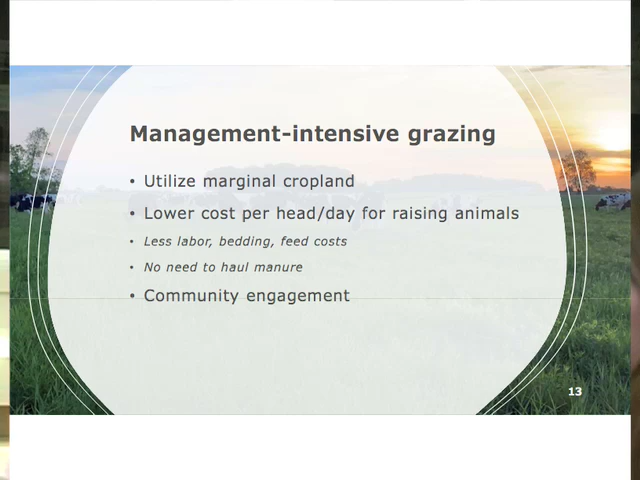 Management-intensive grazing
• Utilize marginal cropland
• Lower cost per head/day for raising animals
• Less labor, bedding, feed costs
• No need to haul manure
• Community engagement
13